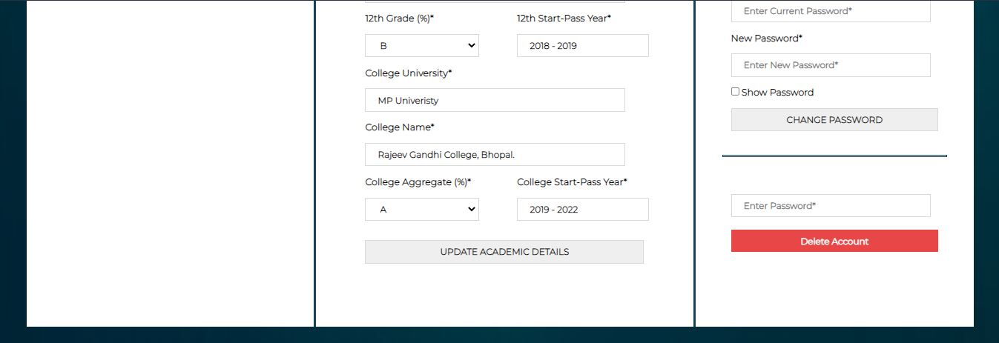 12th Grade (%)*
12th Start-Pass Year*
B
2018 - 2019
College University*
MP Univeristy
College Name*
Rajeev Gandhi College, Bhopal.
College Aggregate (%)*
College Start-Pass Year*
A
2019 - 2022
UPDATE ACADEMIC DETAILS
Enter Current Password*
New Password*
Enter New Password*
Show Password
CHANGE PASSWORD
Enter Password*
Delete Account